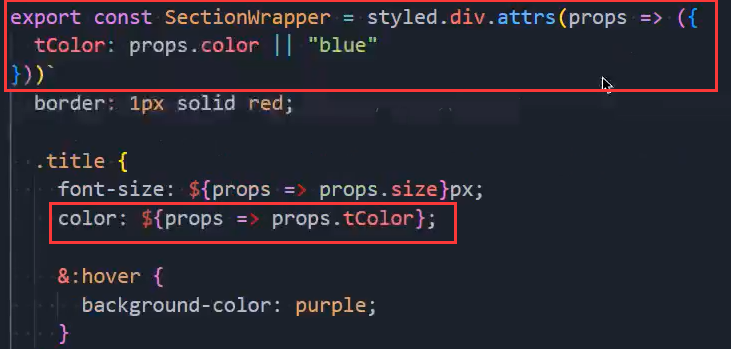 export const SectionWrapper = styled.div.attrs(props => ({
  tColor: props.color || "blue"
}))`
  border: 1px solid red;
  .title {
    font-size: ${props => props.size}px;
    color: ${props => props.tColor};
    &:hover {
      background-color: purple;
    }